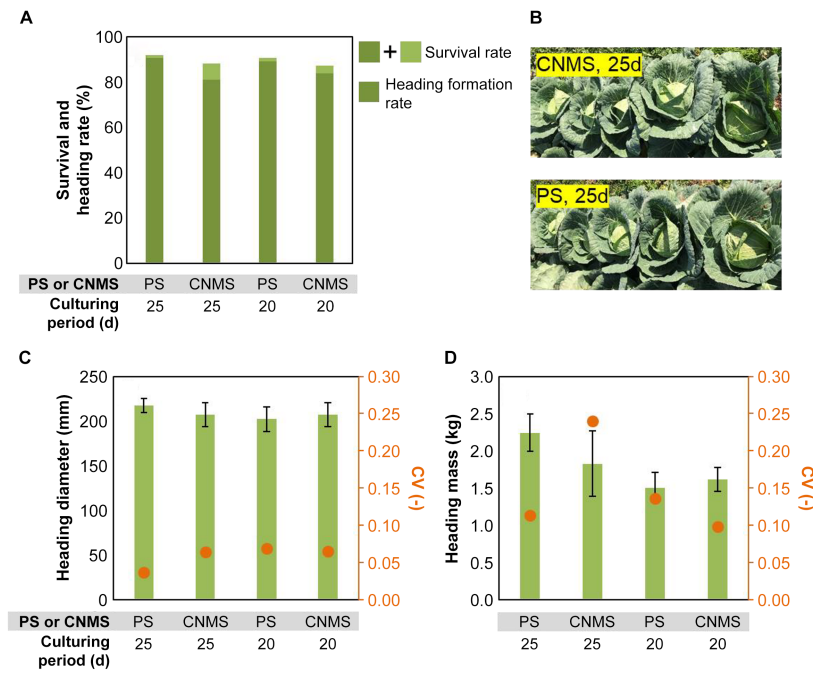 A
Survival and
heading rate (%)
100
80
60
40
20
0
+ Survival rate
Heading formation
rate
PS or CNMS PS CNMS PS CNMS
Culturing
period (d) 25 25 20 20
B
CNMS, 25d
PS, 25d
C
Heading diameter (mm)
250
200
150
100
50
0
0.30
0.25
0.20
0.15
0.10
0.05
0.00
CV (-)
PS or CNMS PS CNMS PS CNMS
Culturing
period (d) 25 25 20 20
D
Heading mass (kg)
3.0
2.5
2.0
1.5
1.0
0.5
0.0
0.30
0.25
0.20
0.15
0.10
0.05
0.00
CV (-)
PS CNMS PS CNMS
25 25 20 20